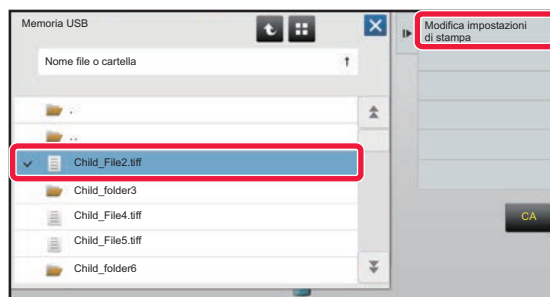 Memoria USB
Nome file o cartella
.
..
Child_File2.tiff
Child_folder3
Child_File4.tiff
Child_File5.tiff
Child_folder6
Modifica impostazioni
di stampa
CA